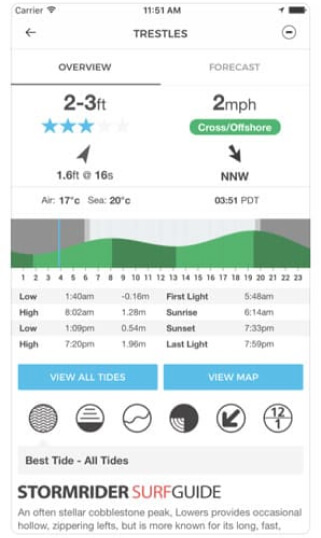 Carrier 11:51 AM
TRESTLES
OVERVIEW FORECAST
2-3ft 2mph
Cross/Offshore
1.6ft @ 16s NNW
Air: 17°c Sea: 20°c 03:51 PDT
1 2 3 4 5 6 7 8 9 10 11 12 13 14 15 16 17 18 19 20 21 22 23
Low 1:40am -0.16m First Light 5:48am
High 8:02am 1.28m Sunrise 6:14am
Low 1:09pm 0.54m Sunset 7:33pm
High 7:20pm 1.96m Last Light 7:59pm
VIEW ALL TIDES VIEW MAP
12
1
Best Tide - All Tides
STORMRIDER SURFGUIDE
An often stellar cobblestone peak, Lowers provides occasional
hollow, zippering lefts, but is more known for its long, fast,